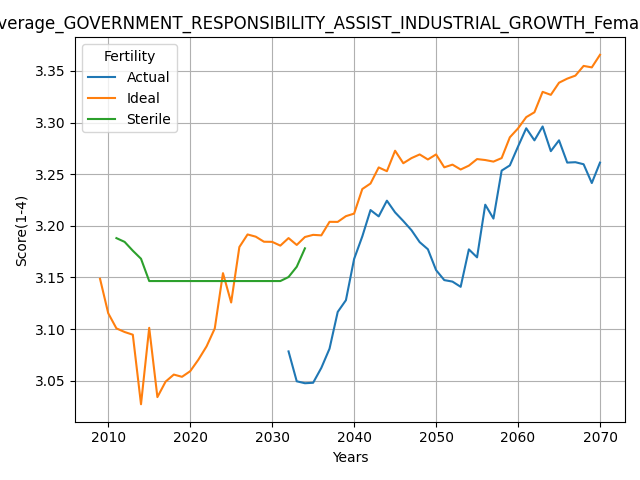 verage_GOVERNMENT_RESPONSIBILITY_ASSIST_INDUSTRIAL_GROWTH_Fema
Fertility
Actual
Ideal
Sterile
Score(1-4)
3.35
3.30
3.25
3.20
3.15
3.10
3.05
2010 2020 2030 2040 2050 2060 2070
Years